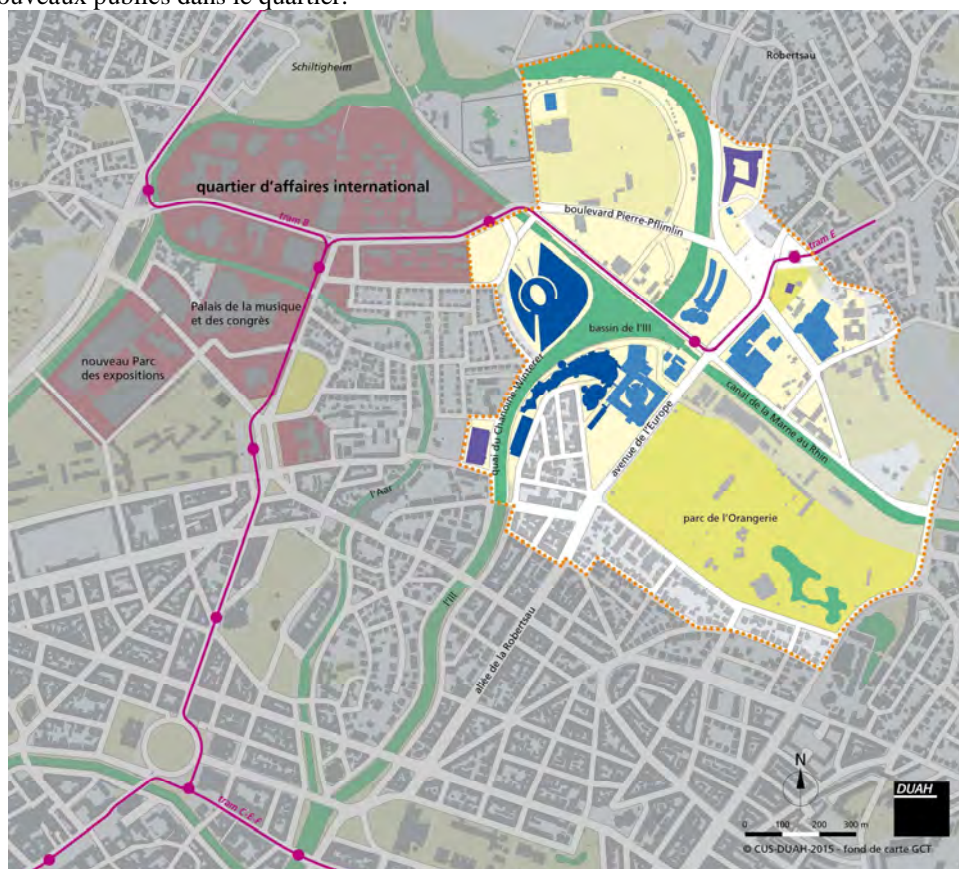 ouveaux publics dans le quartier.
Schiltigheim
Robertsau
quartier d'affaires international
tram B
boulevard Pierre-Pflimlin
tram E
Palais de la musique
et des congrès
bassin de l'Ill
nouveau Parc
des expositions
quai du Chanoine-Winterer
canal de la Marne au Rhin
avenue de l'Europe
l'Aar
parc de l'Orangerie
l'Ill
allée de la Robertsau
N
DUAH
tram C-E-F
0 100 200 300 m
© CUS-DUAH-2015 - fond de carte GCT